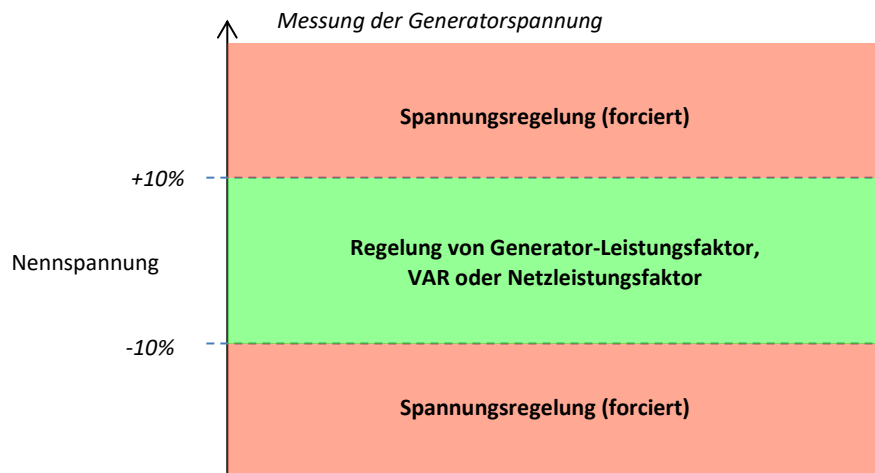 Messung der Generatorspannung
Spannungsregelung (forciert)
+10%
Regelung von Generator-Leistungsfaktor,
Nennspannung
VAR oder Netzleistungsfaktor
-10%
Spannungsregelung (forciert)